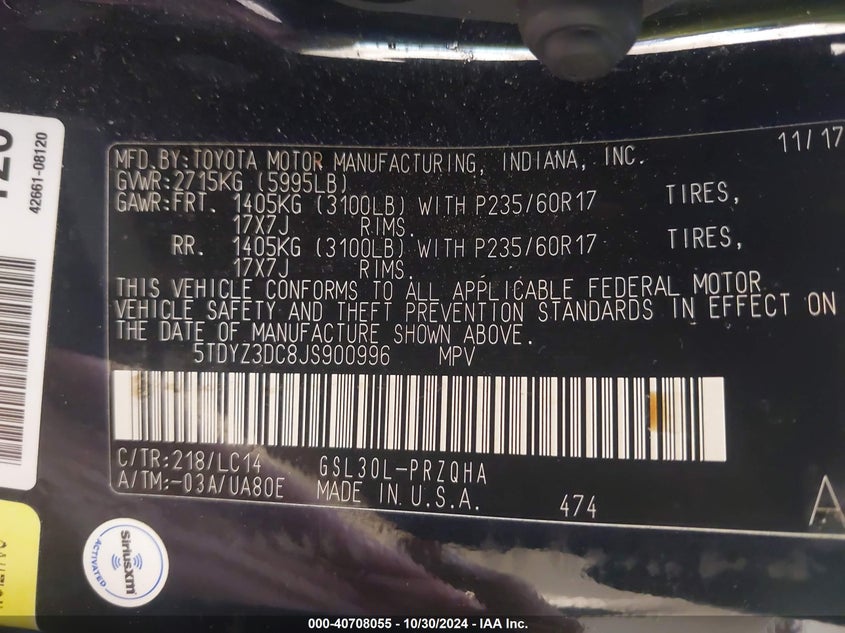 11/17
MFD.BY:TOYOTA MOTOR MANUFACTURING, INDIANA, INC.
GVWR:2715KG (5995LB)
GAWR:FRT. 1405KG (3100LB) WITH P235/60R17 TIRES,
17X7J RIMS.
RR. 1405KG (3100LB) WITH P235/60R17 TIRES,
17X7J RIMS.
THIS VEHICLE CONFORMS TO ALL APPLICABLE FEDERAL MOTOR
VEHICLE SAFETY AND THEFT PREVENTION STANDARDS IN EFFECT ON
THE DATE OF MANUFACTURE SHOWN ABOVE.
5TDYZ3DC8JS900996 MPV
C/TR:218/LC14 GSL30L-PRZQHA
A/TM:-03A/UA80E MADE IN U.S.A. 474
A
42661-08120
SiriusXM
ACTIVATED
000-40708055 - 10/30/2024 - IAA Inc.